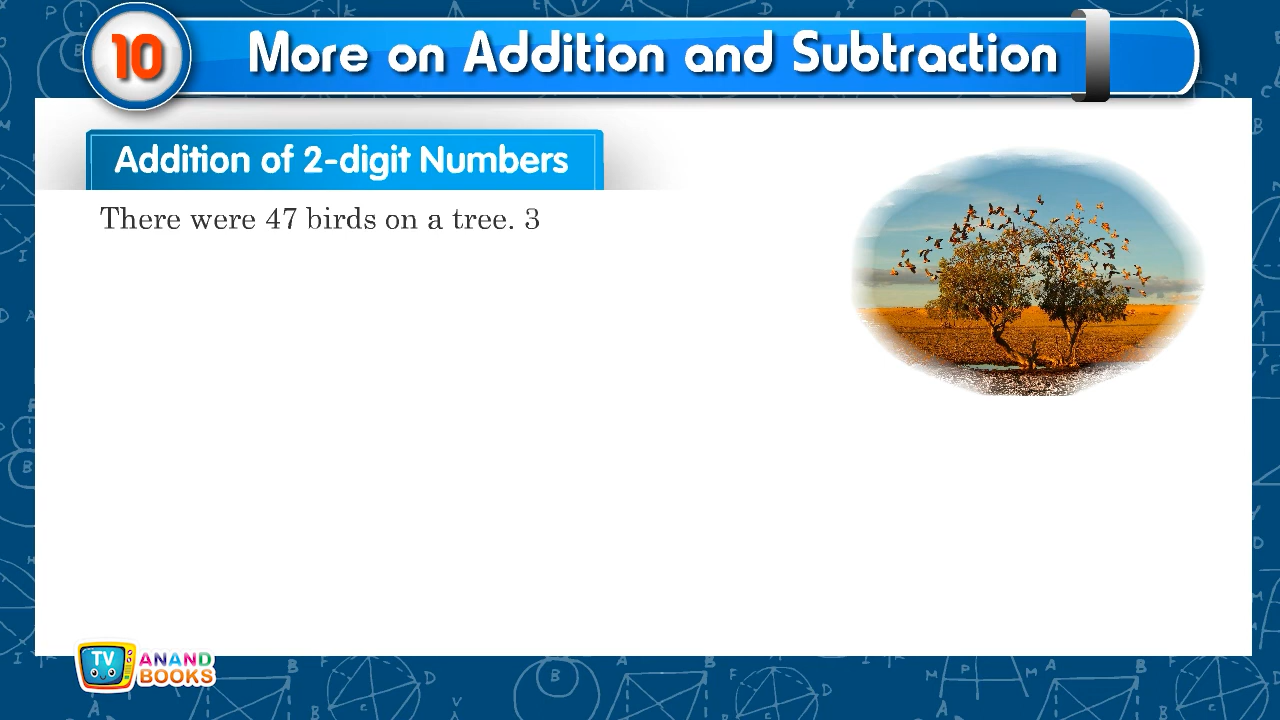 10
More on Addition and Subtraction
Addition of 2-digit Numbers
There were 47 birds on a tree. 3
TV
ANAND
BOOKS